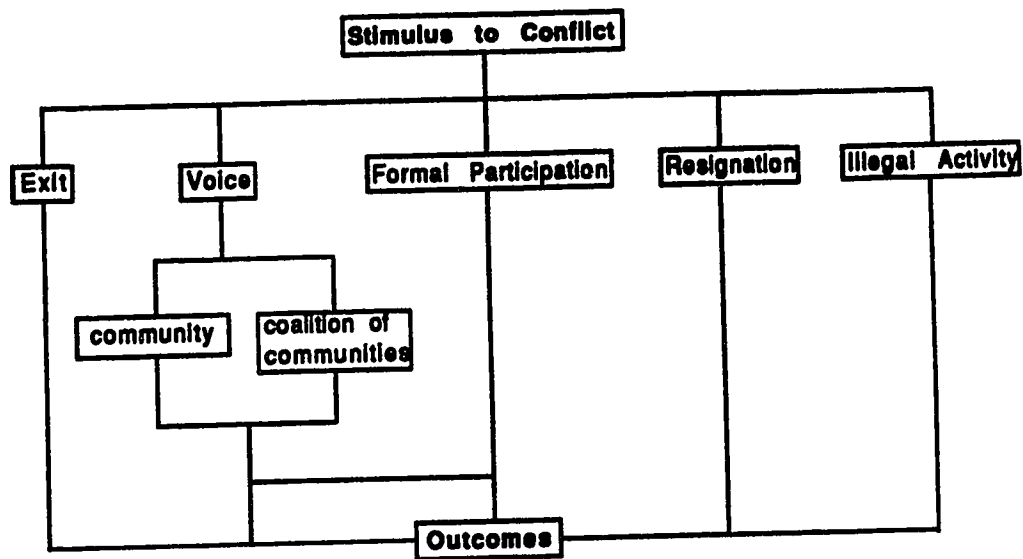 Stimulus to Conflict
Exit
Voice
Formal Participation
Resignation
Illegal Activity
community
coalition of
communities
Outcomes